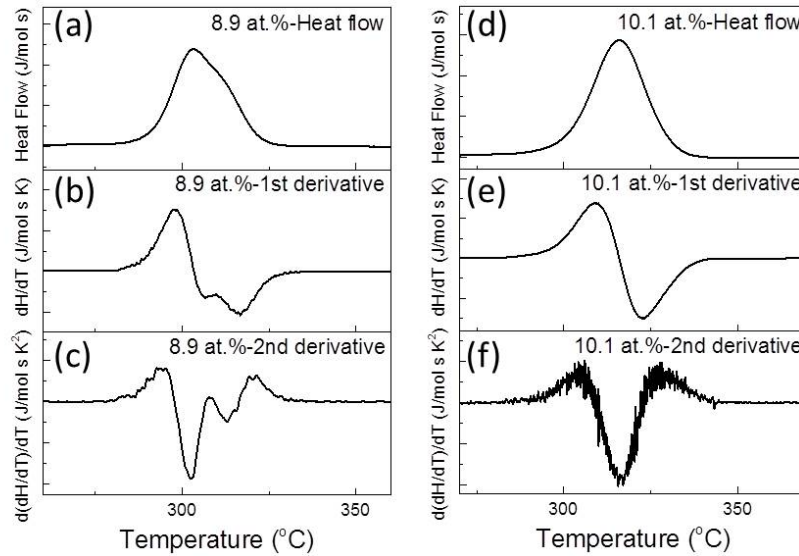 (a)
8.9 at.%-Heat flow
Heat Flow (J/mol s)
(b)
8.9 at.%-1st derivative
dH/dT (J/mol s K)
(c)
8.9 at.%-2nd derivative
d(dH/dT)/dT (J/mol s K²)
300
350
Temperature (°C)
(d)
10.1 at.%-Heat flow
Heat Flow (J/mol s)
(e)
10.1 at.%-1st derivative
dH/dT (J/mol s K)
(f)
10.1 at.%-2nd derivative
d(dH/dT)/dT (J/mol s K²)
300
350
Temperature (°C)